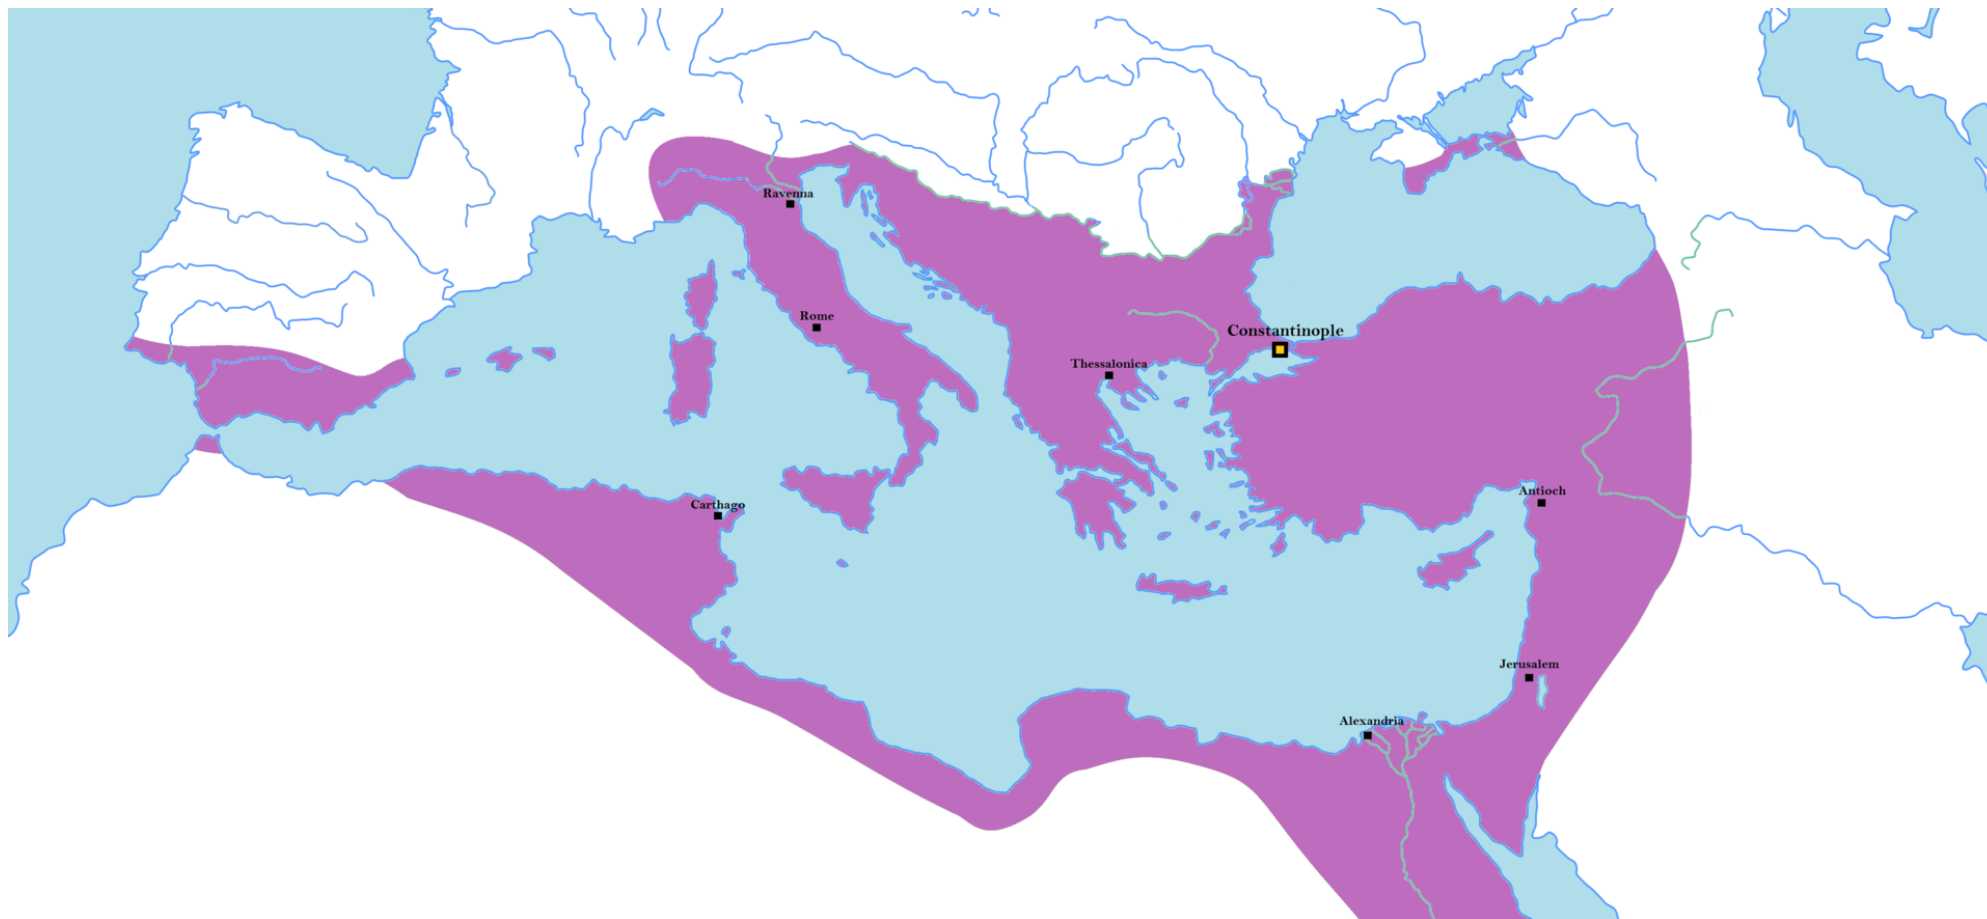 Ravenna
Rome
Constantinople
Thessalonica
Antioch
Carthago
Jerusalem
Alexandria